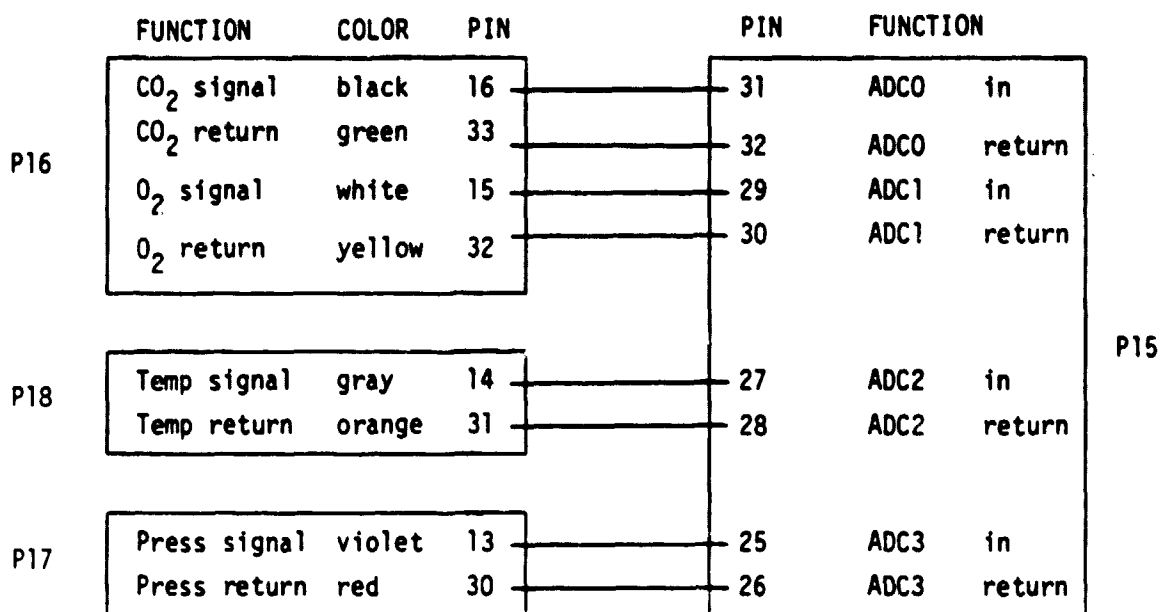 FUNCTION COLOR PIN PIN FUNCTION
CO2 signal black 16 31 ADC0 in
CO2 return green 33 32 ADC0 return
P16
O2 signal white 15 29 ADC1 in
O2 return yellow 32 30 ADC1 return
P15
P18
Temp signal gray 14 27 ADC2 in
Temp return orange 31 28 ADC2 return
P17
Press signal violet 13 25 ADC3 in
Press return red 30 26 ADC3 return